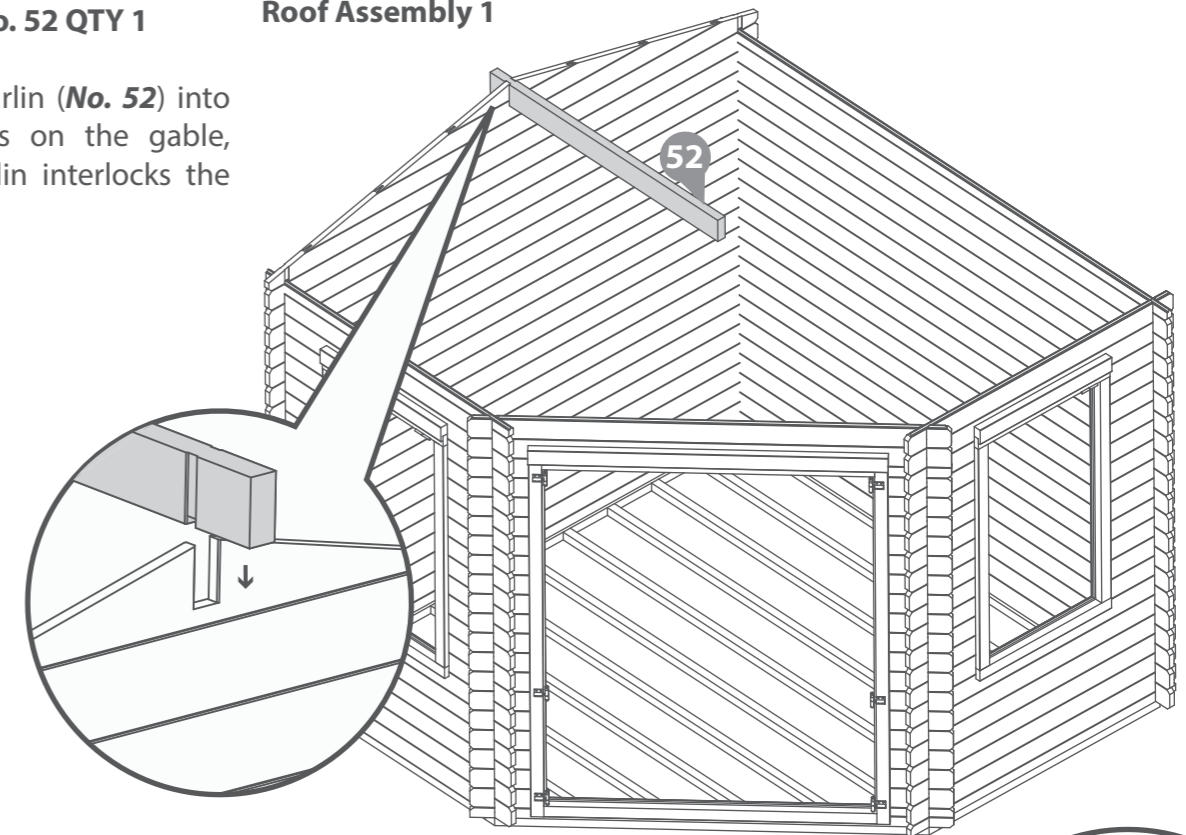 o. 52 QTY 1
Roof Assembly 1
rlin (No. 52) into
s on the gable,
lin interlocks the
52